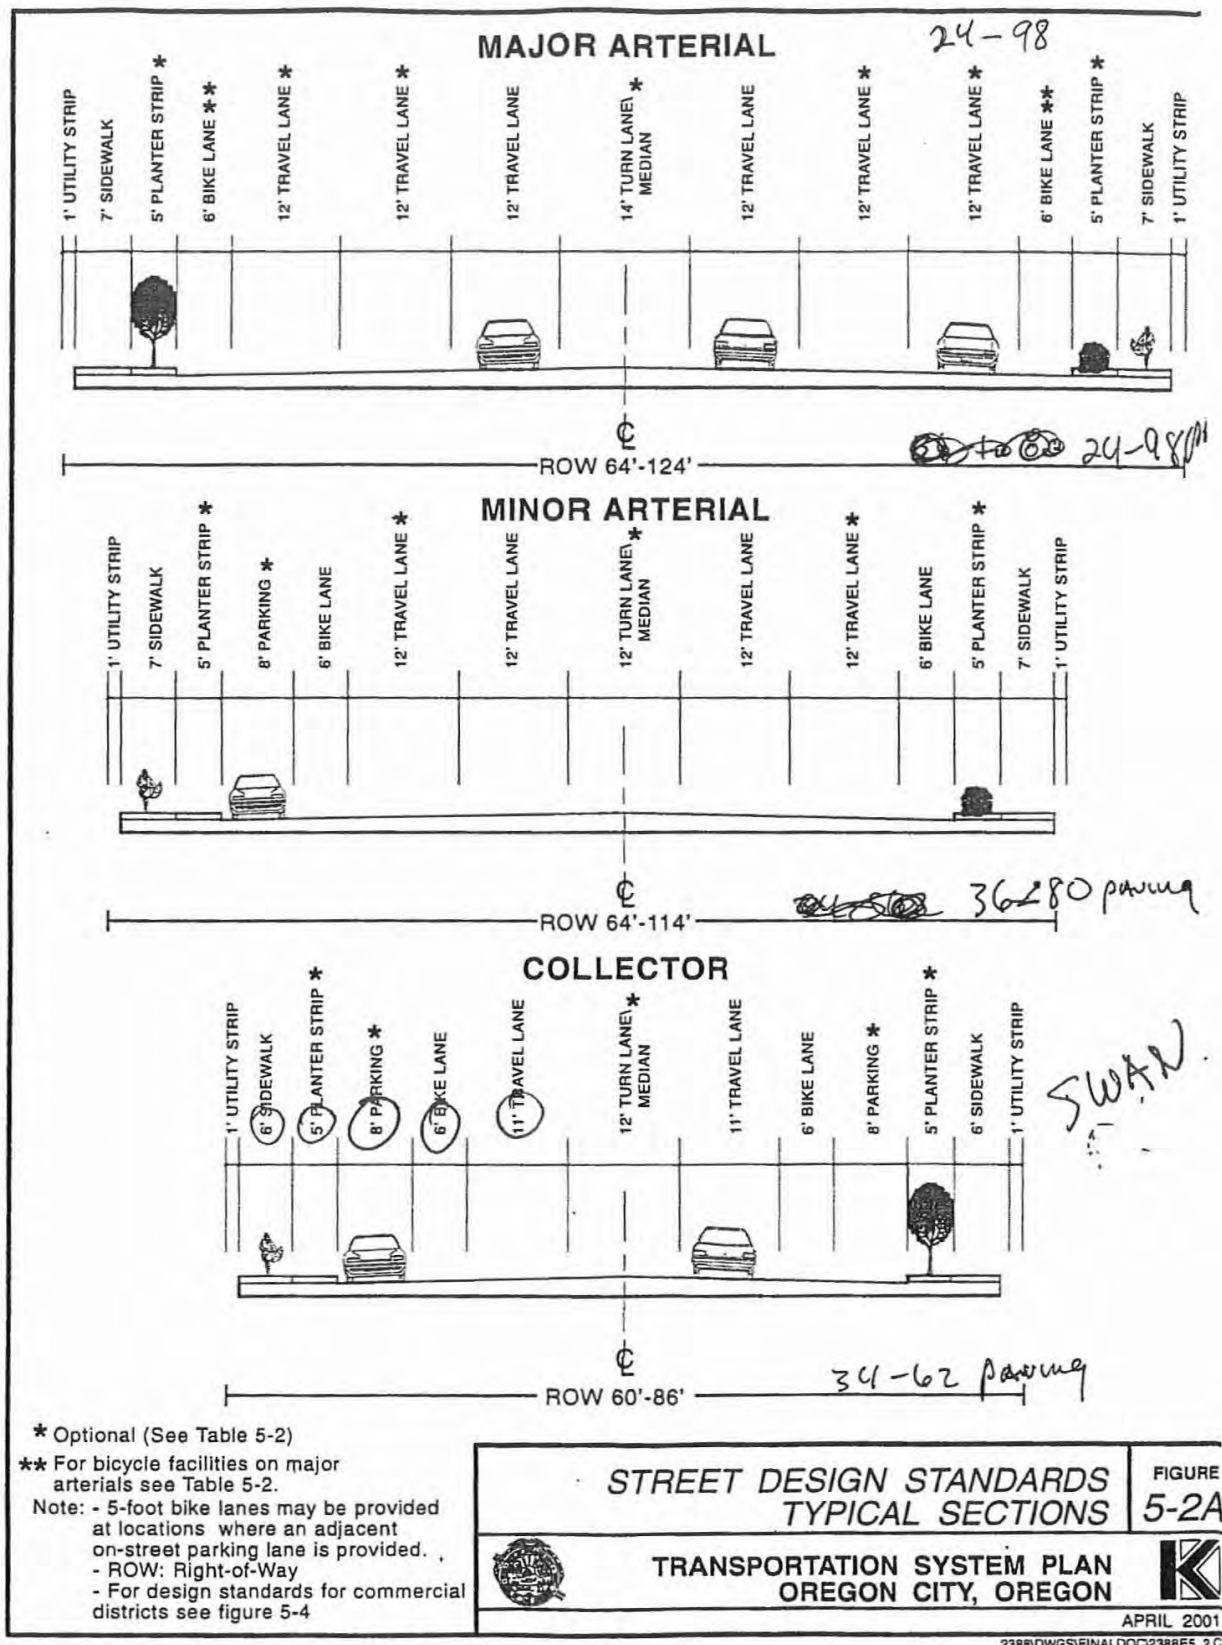 MAJOR ARTERIAL
24-98
1' UTILITY STRIP
7' SIDEWALK
5' PLANTER STRIP *
6' BIKE LANE **
12' TRAVEL LANE *
12' TRAVEL LANE *
12' TRAVEL LANE
14' TURN LANE\ *
MEDIAN
12' TRAVEL LANE
12' TRAVEL LANE *
12' TRAVEL LANE *
6' BIKE LANE **
5' PLANTER STRIP *
7' SIDEWALK
1' UTILITY STRIP
℄
24-98
ROW 64'-124'
MINOR ARTERIAL
1' UTILITY STRIP
7' SIDEWALK
5' PLANTER STRIP *
8' PARKING *
6' BIKE LANE
12' TRAVEL LANE *
12' TRAVEL LANE
12' TURN LANE\ *
MEDIAN
12' TRAVEL LANE
12' TRAVEL LANE *
6' BIKE LANE
5' PLANTER STRIP *
7' SIDEWALK
1' UTILITY STRIP
℄
paving
ROW 64'-114'
COLLECTOR
1' UTILITY STRIP
6' SIDEWALK
5' PLANTER STRIP *
8' PARKING *
6' BIKE LANE
11' TRAVEL LANE
12' TURN LANE\ *
MEDIAN
11' TRAVEL LANE
6' BIKE LANE
8' PARKING *
5' PLANTER STRIP *
6' SIDEWALK
1' UTILITY STRIP
SWAN
℄
34-62 paving
ROW 60'-86'
* Optional (See Table 5-2)
** For bicycle facilities on major
arterials see Table 5-2.
Note: - 5-foot bike lanes may be provided
at locations where an adjacent
on-street parking lane is provided.
- ROW: Right-of-Way
- For design standards for commercial
districts see figure 5-4
STREET DESIGN STANDARDS
TYPICAL SECTIONS
FIGURE
5-2A
TRANSPORTATION SYSTEM PLAN
OREGON CITY, OREGON
K
APRIL 2001